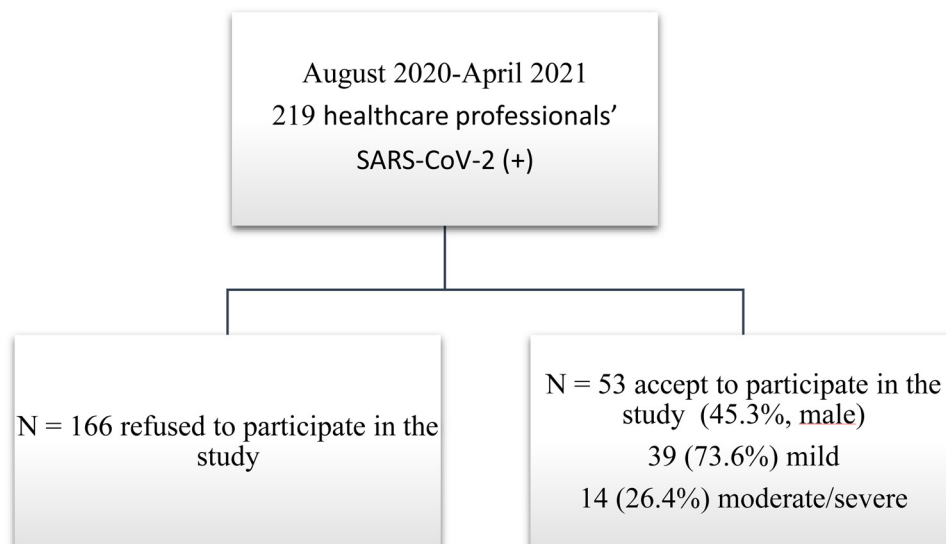 August 2020-April 2021
219 healthcare professionals’
SARS-CoV-2 (+)
N = 166 refused to participate in the
study
N = 53 accept to participate in the
study (45.3%, male)
39 (73.6%) mild
14 (26.4%) moderate/severe